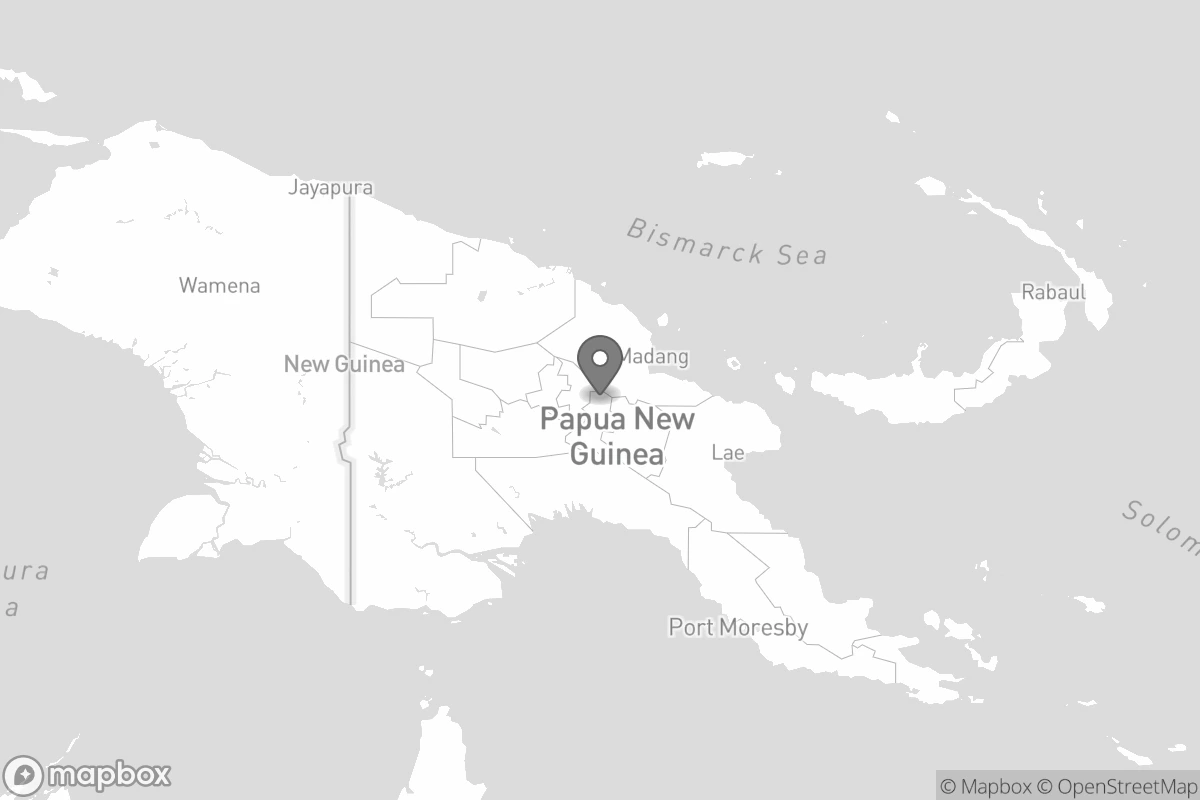 Jayapura
Bismarck Sea
Wamena
Rabaul
New Guinea
Madang
Papua New
Guinea
Lae
Solom
ura
a
Port Moresby
mapbox
© Mapbox © OpenStreetMap